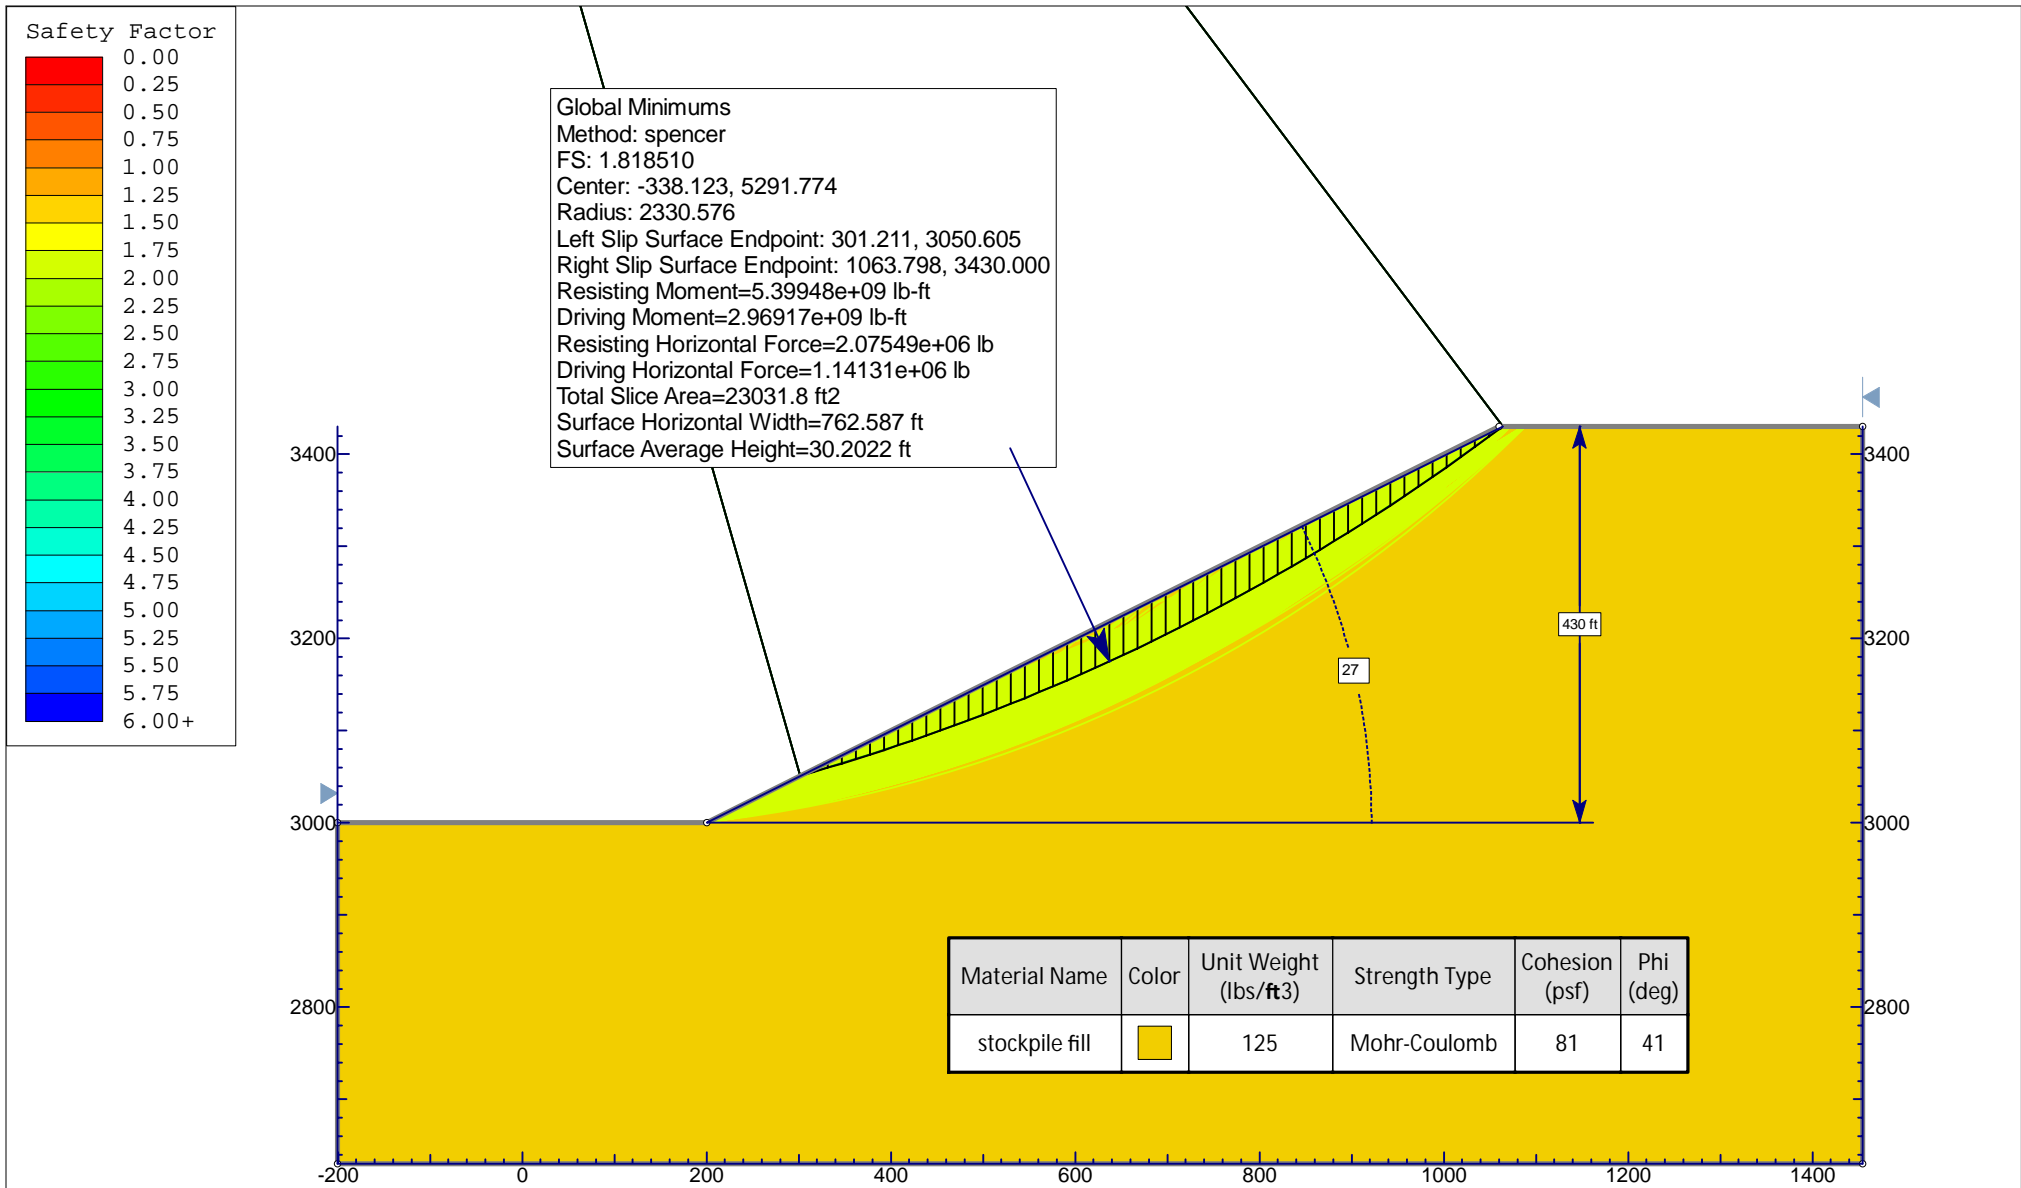 Safety Factor
0.00
0.25
0.50
0.75
1.00
1.25
1.50
1.75
2.00
2.25
2.50
2.75
3.00
3.25
3.50
3.75
4.00
4.25
4.50
4.75
5.00
5.25
5.50
5.75
6.00+
Global Minimums
Method: spencer
FS: 1.818510
Center: -338.123, 5291.774
Radius: 2330.576
Left Slip Surface Endpoint: 301.211, 3050.605
Right Slip Surface Endpoint: 1063.798, 3430.000
Resisting Moment=5.39948e+09 lb-ft
Driving Moment=2.96917e+09 lb-ft
Resisting Horizontal Force=2.07549e+06 lb
Driving Horizontal Force=1.14131e+06 lb
Total Slice Area=23031.8 ft2
Surface Horizontal Width=762.587 ft
Surface Average Height=30.2022 ft
3400
3200
3000
2800
3400
3200
3000
2800
430 ft
27
Material Name Color Unit Weight (lbs/ft3) Strength Type Cohesion (psf) Phi (deg)
stockpile fill 125 Mohr-Coulomb 81 41
-200 0 200 400 600 800 1000 1200 1400